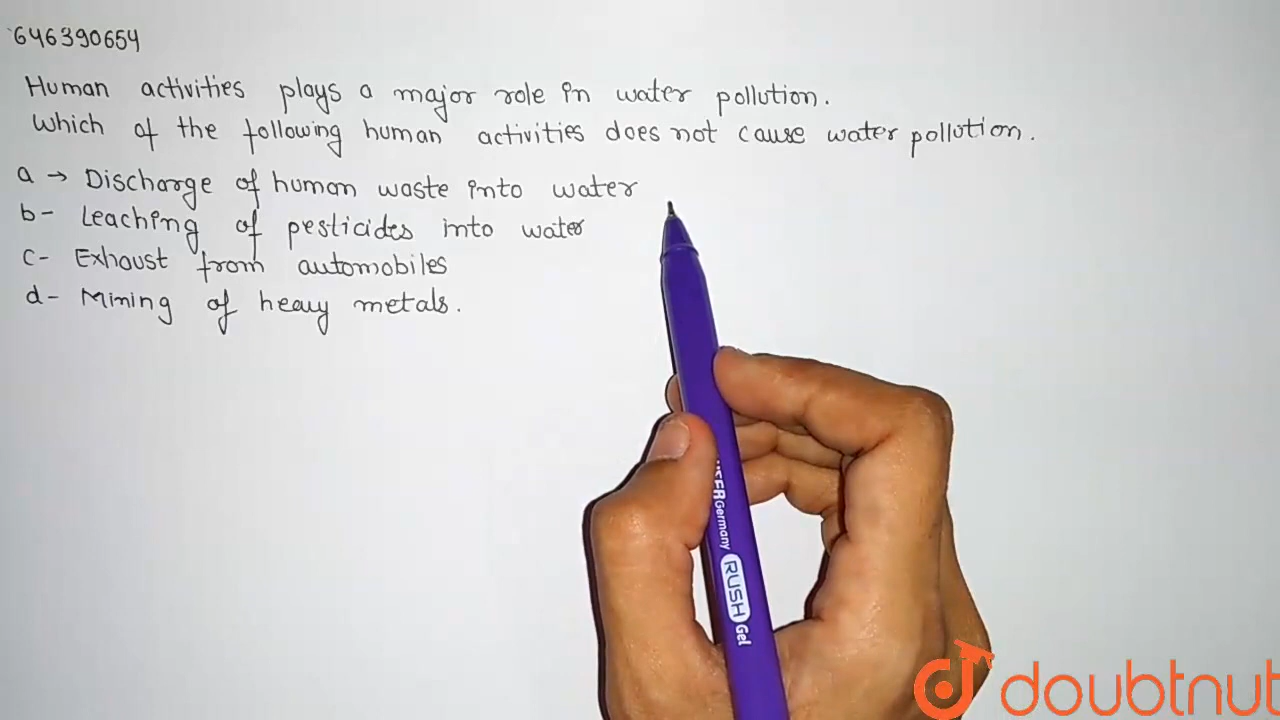 646390654
Human activities plays a major role in water pollution.
Which of the following human activities does not cause water pollution.
a → Discharge of human waste into water
b - Leaching of pesticides into water
c - Exhaust from automobiles
d - Mining of heavy metals.
Germany
RUSH Gel
doubtnut